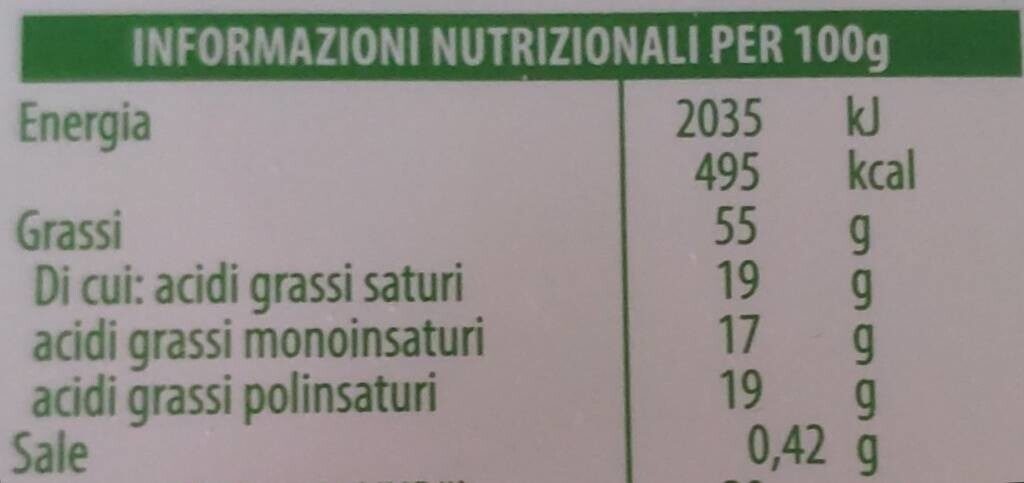 INFORMAZIONI NUTRIZIONALI PER 100g
Energia 2035 kJ
495 kcal
Grassi 55 g
Di cui: acidi grassi saturi 19 g
acidi grassi monoinsaturi 17 g
acidi grassi polinsaturi 19 g
Sale 0,42 g